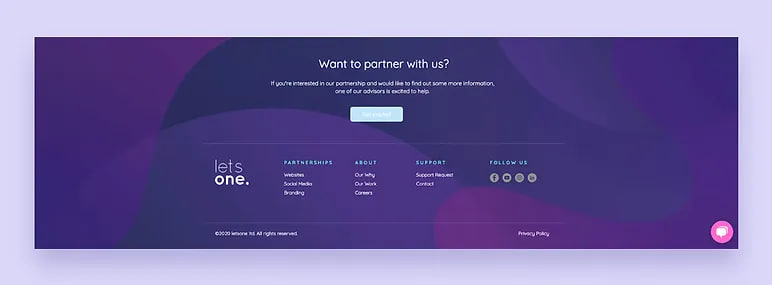 Want to partner with us?
If you're interested in our partnership and would like to find out some more information,
one of our advisors is excited to help.
Get started
lets
one.
PARTNERSHIPS
Websites
Social Media
Branding
ABOUT
Our Why
Our Work
Careers
SUPPORT
Support Request
Contact
FOLLOW US
©2020 letsone ltd. All rights reserved.
Privacy Policy